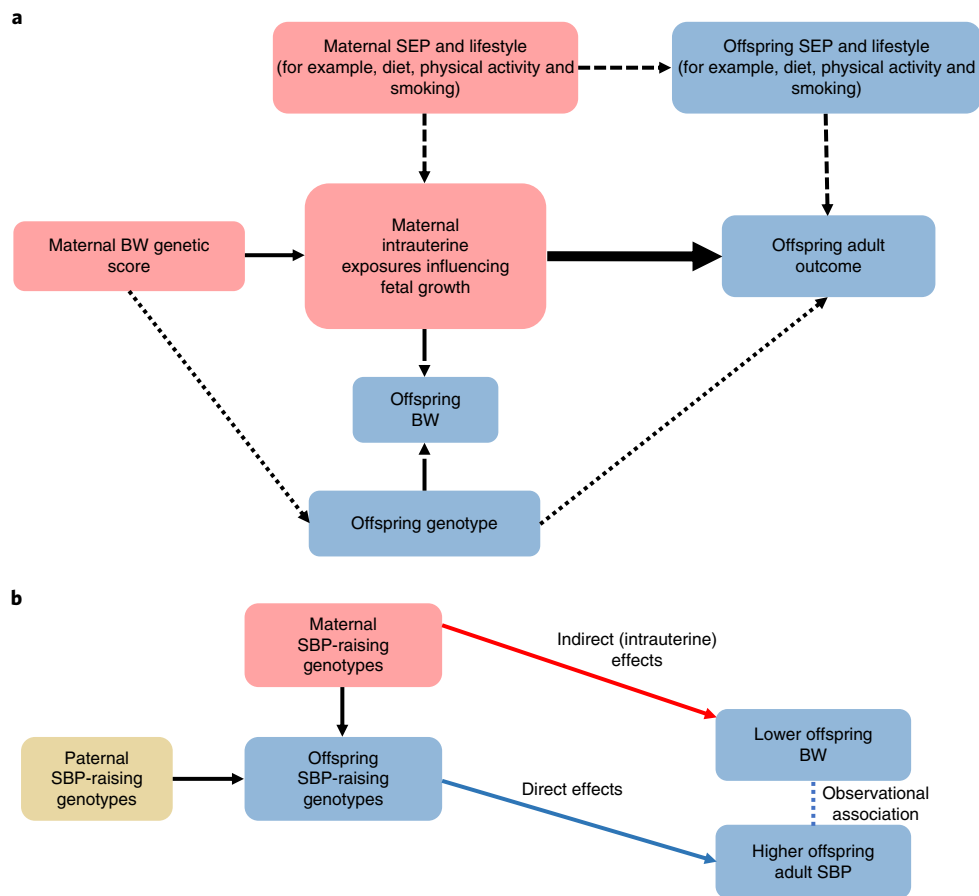 a
Maternal SEP and lifestyle
(for example, diet, physical activity and
smoking)
Offspring SEP and lifestyle
(for example, diet, physical activity and
smoking)
Maternal BW genetic
score
Maternal
intrauterine
exposures influencing
fetal growth
Offspring adult
outcome
Offspring
BW
Offspring genotype
b
Maternal
SBP-raising
genotypes
Indirect (intrauterine)
effects
Paternal
SBP-raising
genotypes
Offspring
SBP-raising
genotypes
Direct effects
Lower offspring
BW
Observational
association
Higher offspring
adult SBP